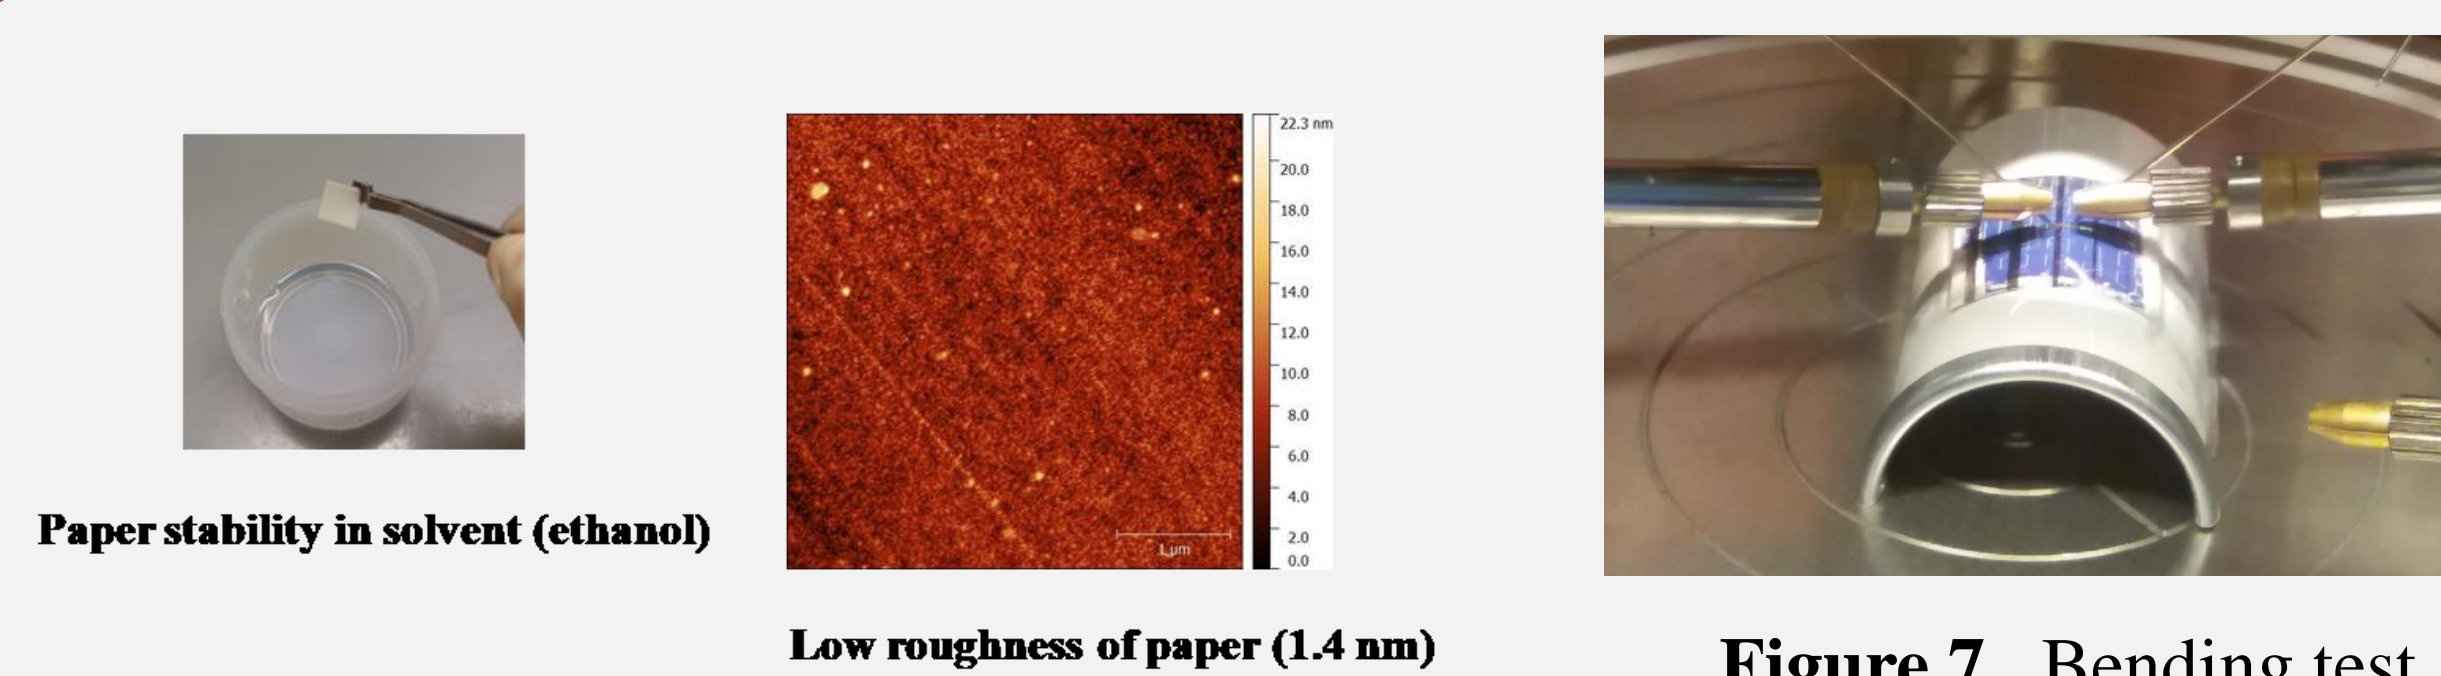 22.3 nm
20.0
18.0
16.0
14.0
12.0
10.0
8.0
6.0
4.0
2.0
0.0
1 µm
Paper stability in solvent (ethanol)
Low roughness of paper (1.4 nm)
Figure 7 Bending test